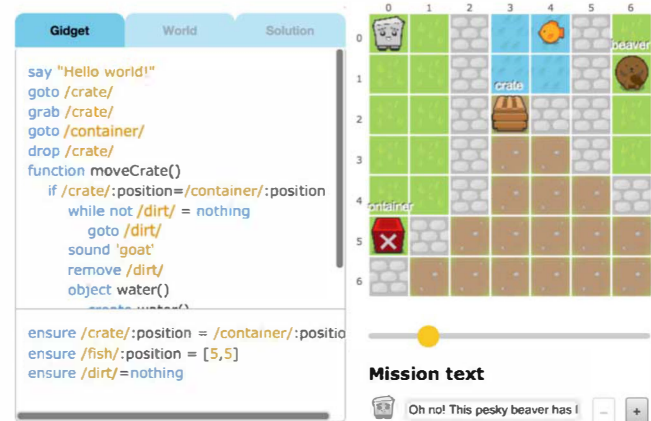 Gidget World Solution
say "Hello world!"
goto /crate/
grab /crate/
goto /container/
drop /crate/
function moveCrate()
if /crate/:position=/container/:position
while not /dirt/ = nothing
goto /dirt/
sound 'goat'
remove /dirt/
object water()
create water()
ensure /crate/:position = /container/:positio
ensure /fish/:position = [5,5]
ensure /dirt/=nothing
0 1 2 3 4 5 6
0
beaver
1
crate
2
3
4
ontainer
5
6
Mission text
Oh no! This pesky beaver has l
- +